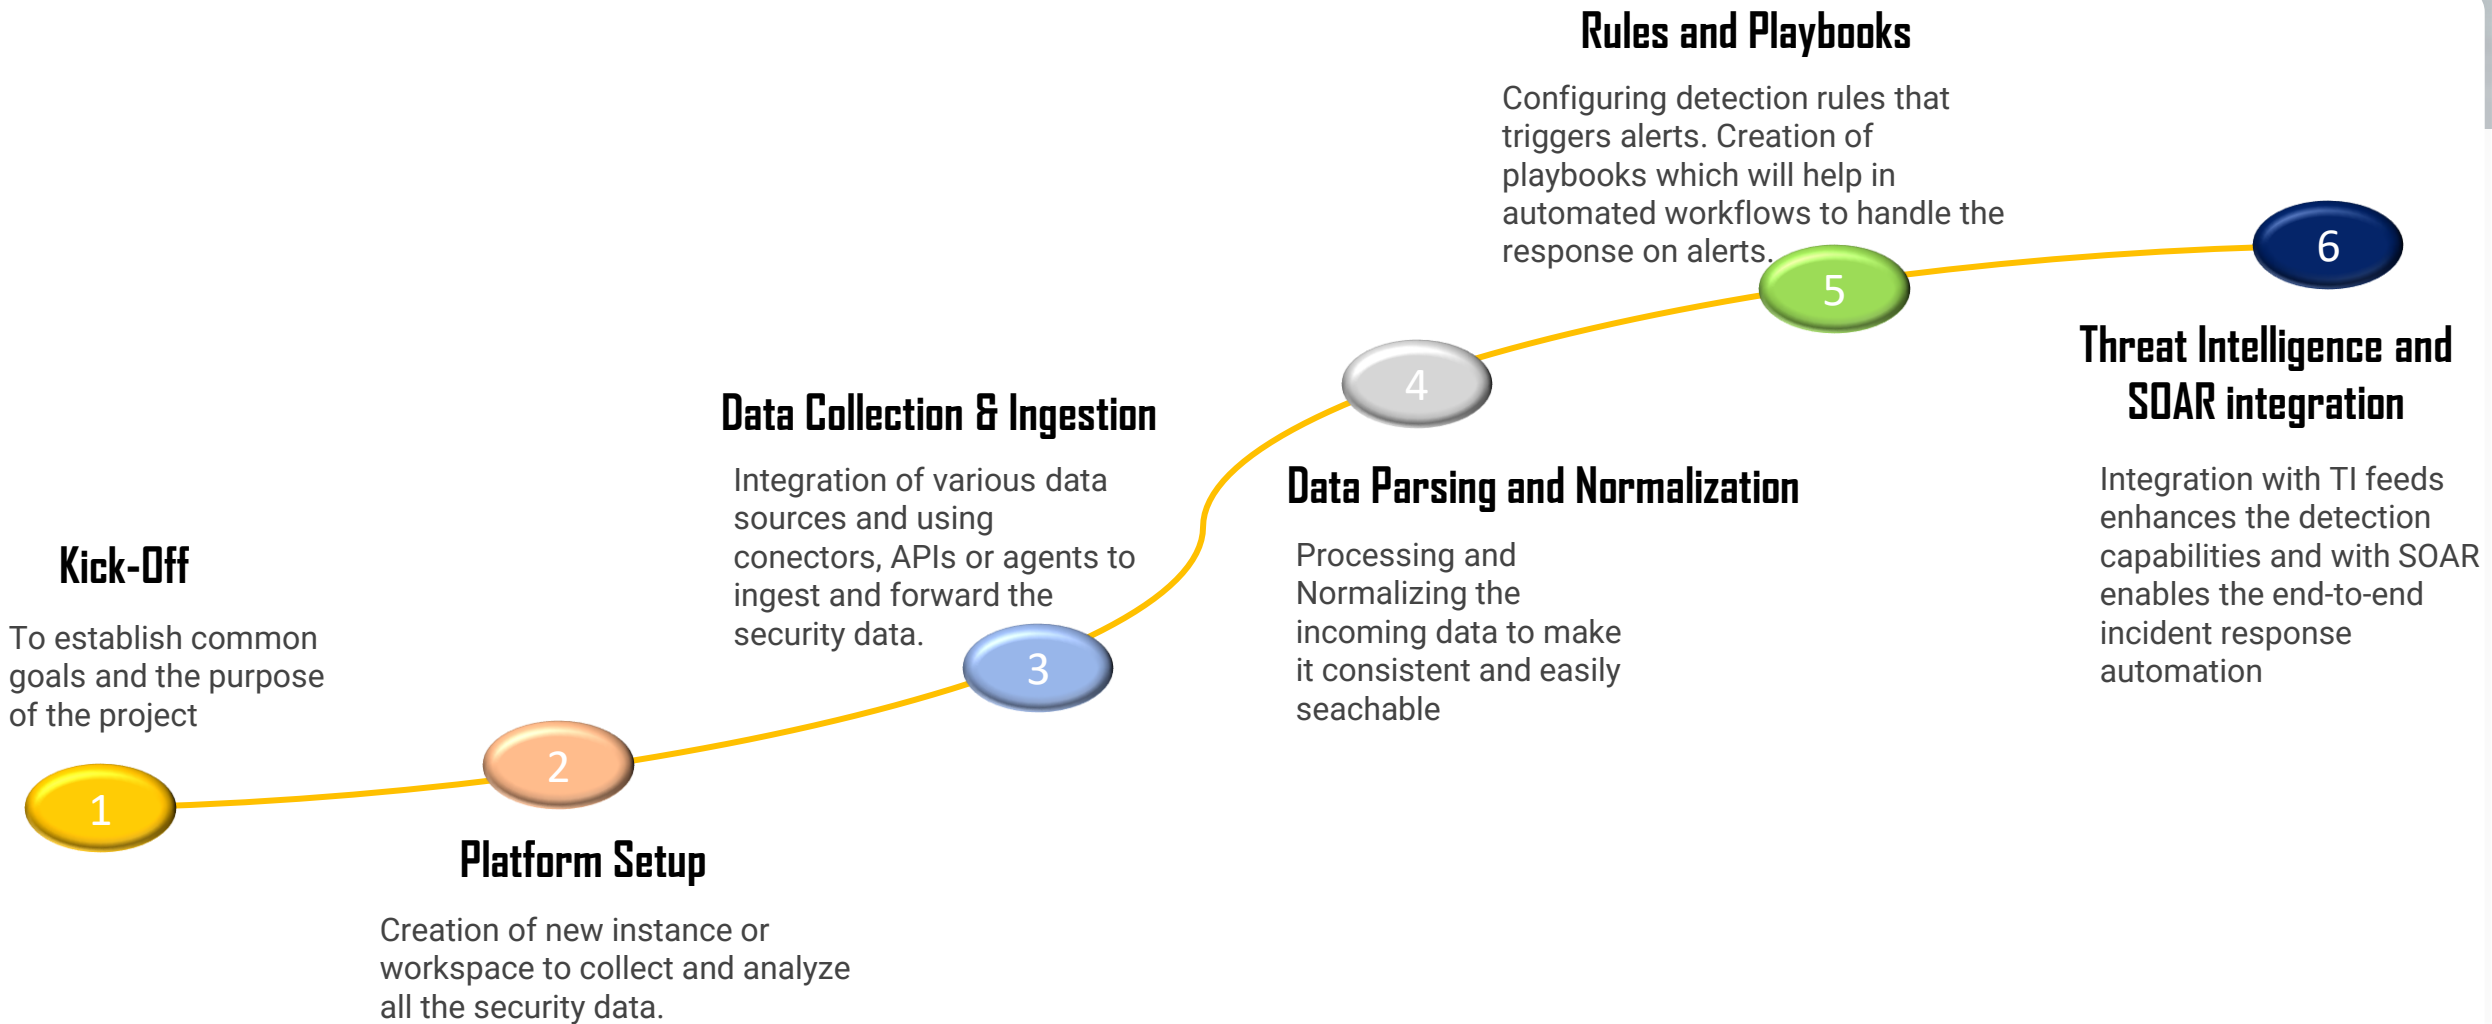 Kick-Off
To establish common
goals and the purpose
of the project
1
2
Platform Setup
Creation of new instance or
workspace to collect and analyze
all the security data.
Data Collection & Ingestion
Integration of various data
sources and using
conectors, APIs or agents to
ingest and forward the
security data.
3
4
Data Parsing and Normalization
Processing and
Normalizing the
incoming data to make
it consistent and easily
seachable
Rules and Playbooks
Configuring detection rules that
triggers alerts. Creation of
playbooks which will help in
automated workflows to handle the
response on alerts.
5
6
Threat Intelligence and
SOAR integration
Integration with TI feeds
enhances the detection
capabilities and with SOAR
enables the end-to-end
incident response
automation